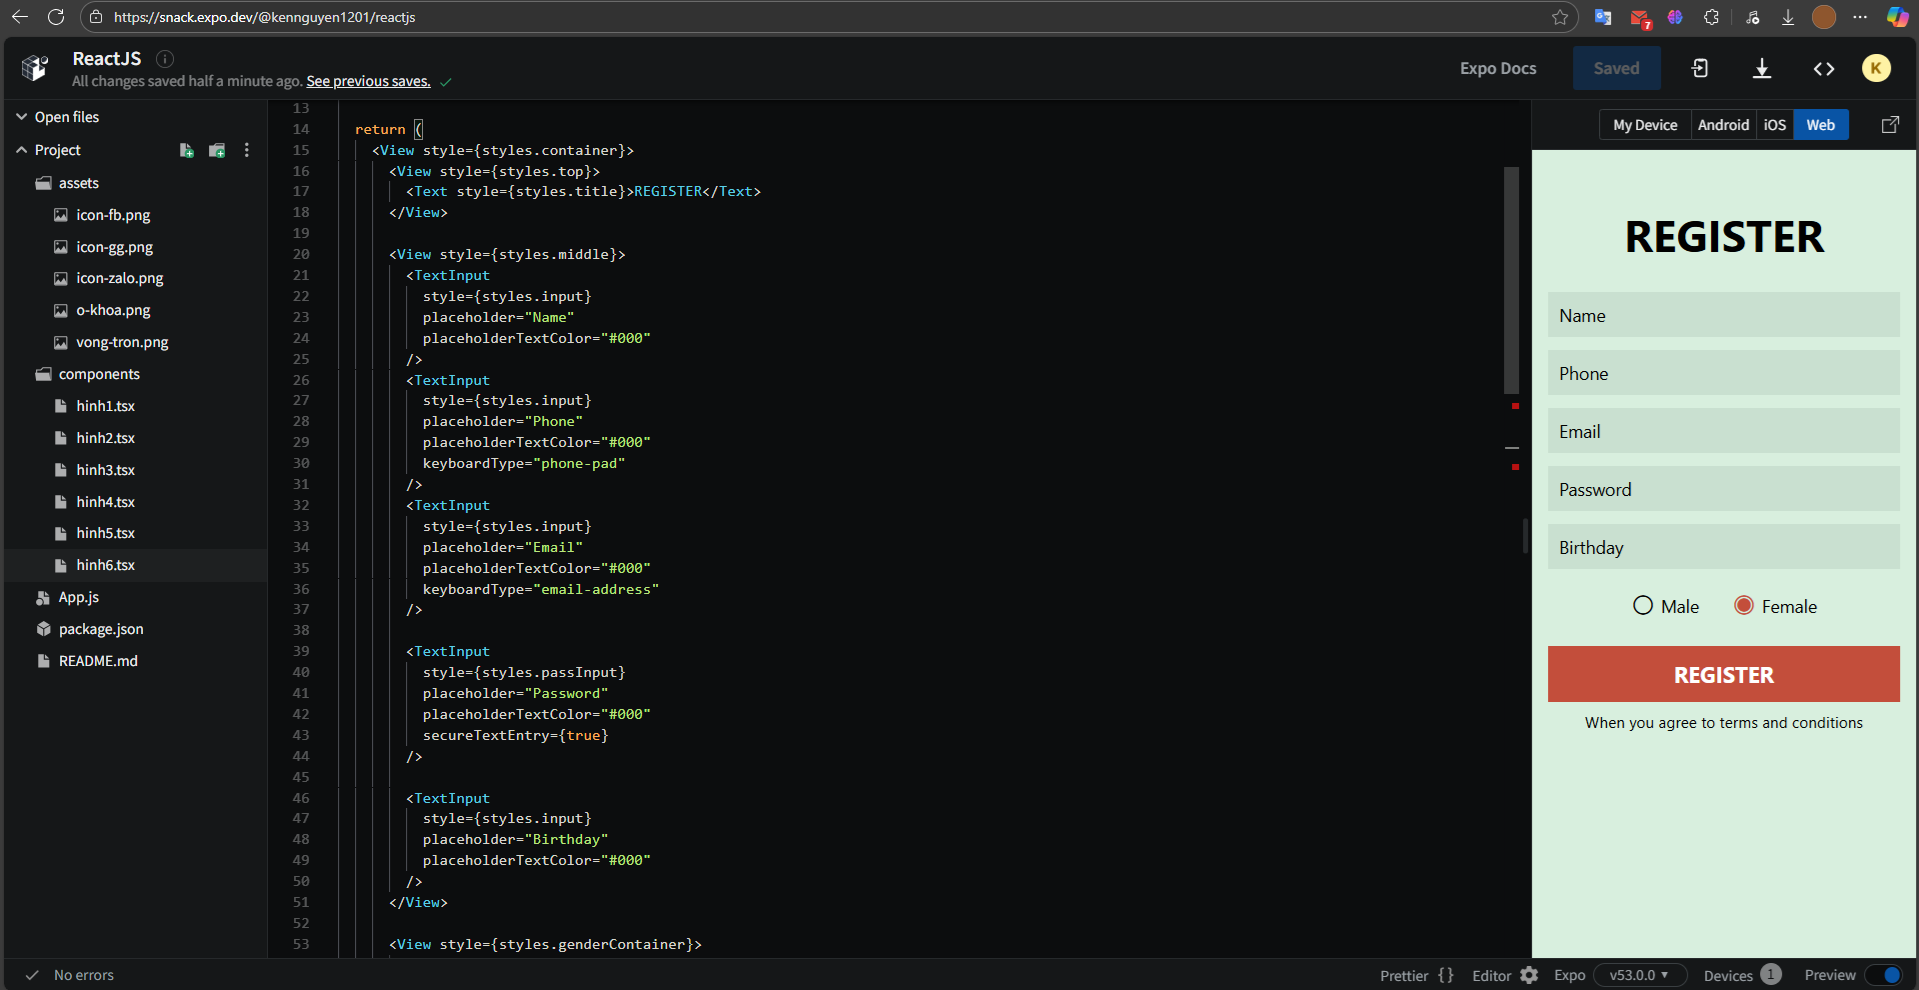 https://snack.expo.dev/@kennguyen1201/reactjs
7
ReactJS
All changes saved half a minute ago. See previous saves.
Expo Docs
Saved
K
Open files
Project
assets
icon-fb.png
icon-gg.png
icon-zalo.png
o-khoa.png
vong-tron.png
components
hinh1.tsx
hinh2.tsx
hinh3.tsx
hinh4.tsx
hinh5.tsx
hinh6.tsx
App.js
package.json
README.md
13
14 return (
15 <View style={styles.container}>
16 <View style={styles.top}>
17 <Text style={styles.title}>REGISTER</Text>
18 </View>
19
20 <View style={styles.middle}>
21 <TextInput
22 style={styles.input}
23 placeholder="Name"
24 placeholderTextColor="#000"
25 />
26 <TextInput
27 style={styles.input}
28 placeholder="Phone"
29 placeholderTextColor="#000"
30 keyboardType="phone-pad"
31 />
32 <TextInput
33 style={styles.input}
34 placeholder="Email"
35 placeholderTextColor="#000"
36 keyboardType="email-address"
37 />
38
39 <TextInput
40 style={styles.passInput}
41 placeholder="Password"
42 placeholderTextColor="#000"
43 secureTextEntry={true}
44 />
45
46 <TextInput
47 style={styles.input}
48 placeholder="Birthday"
49 placeholderTextColor="#000"
50 />
51 </View>
52
53 <View style={styles.genderContainer}>
My Device Android iOS Web
REGISTER
Name
Phone
Email
Password
Birthday
Male Female
REGISTER
When you agree to terms and conditions
No errors
Prettier {} Editor Expo v53.0.0 Devices 1 Preview